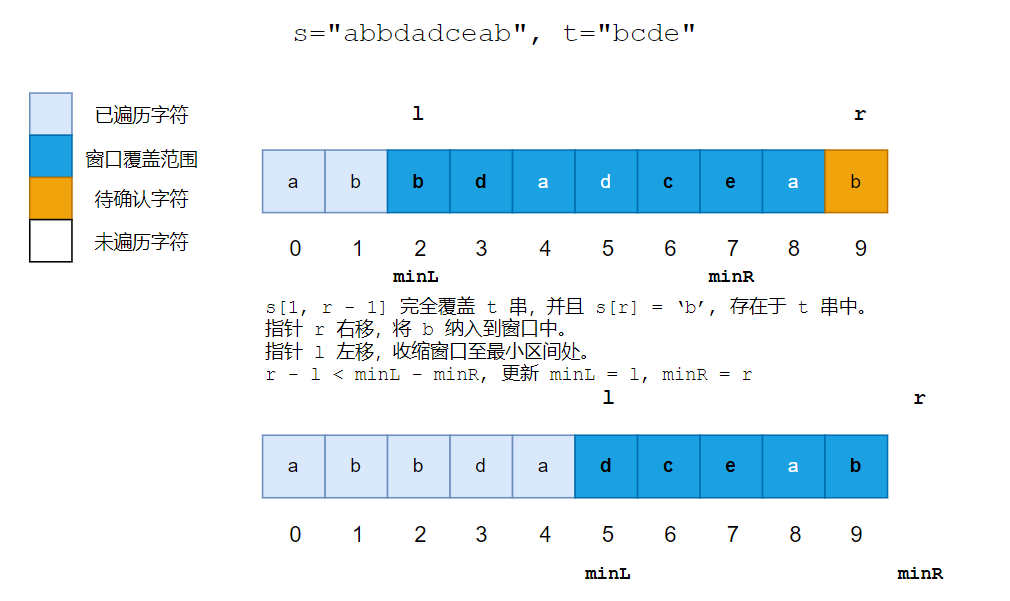 s="abbdadceab", t="bcde"
已遍历字符
窗口覆盖范围
待确认字符
未遍历字符
l r
a b b d a d c e a b
0 1 2 3 4 5 6 7 8 9
minL minR
s[l, r - 1] 完全覆盖 t 串，并且 s[r] = ‘b’, 存在于 t 串中。
指针 r 右移，将 b 纳入到窗口中。
指针 l 左移，收缩窗口至最小区间处。
r - l < minL - minR, 更新 minL = l, minR = r
l r
a b b d a d c e a b
0 1 2 3 4 5 6 7 8 9
minL minR